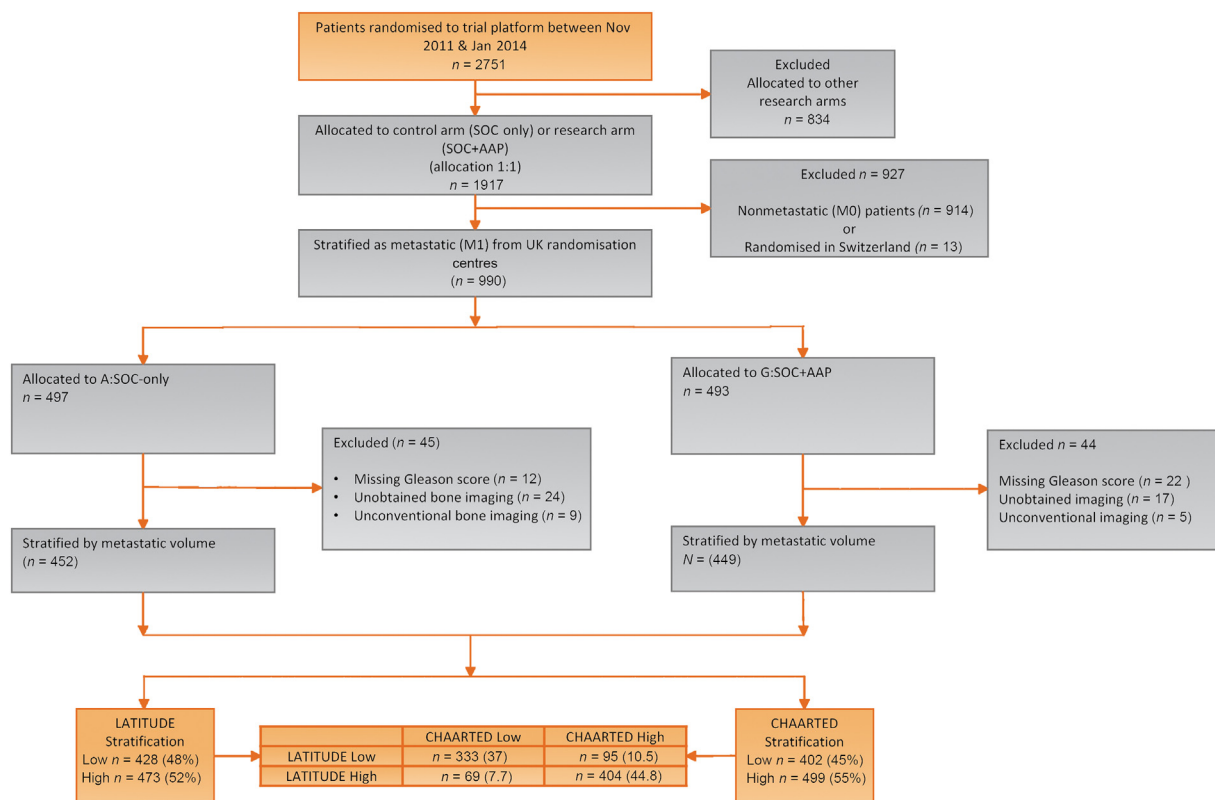 Patients randomised to trial platform between Nov
2011 & Jan 2014
n = 2751
Excluded
Allocated to other
research arms
n = 834
Allocated to control arm (SOC only) or research arm
(SOC+AAP)
(allocation 1:1)
n = 1917
Excluded n = 927
Nonmetastatic (M0) patients (n = 914)
or
Randomised in Switzerland (n = 13)
Stratified as metastatic (M1) from UK randomisation
centres
(n = 990)
Allocated to A:SOC-only
n = 497
Allocated to G:SOC+AAP
n = 493
Excluded (n = 45)
• Missing Gleason score (n = 12)
• Unobtained bone imaging (n = 24)
• Unconventional bone imaging (n = 9)
Excluded n = 44
Missing Gleason score (n = 22 )
Unobtained imaging (n = 17)
Unconventional imaging (n = 5)
Stratified by metastatic volume
(n = 452)
Stratified by metastatic volume
N = (449)
LATITUDE
Stratification
Low n = 428 (48%)
High n = 473 (52%)
CHAARTED Low CHAARTED High
LATITUDE Low n = 333 (37) n = 95 (10.5)
LATITUDE High n = 69 (7.7) n = 404 (44.8)
CHAARTED
Stratification
Low n = 402 (45%)
High n = 499 (55%)